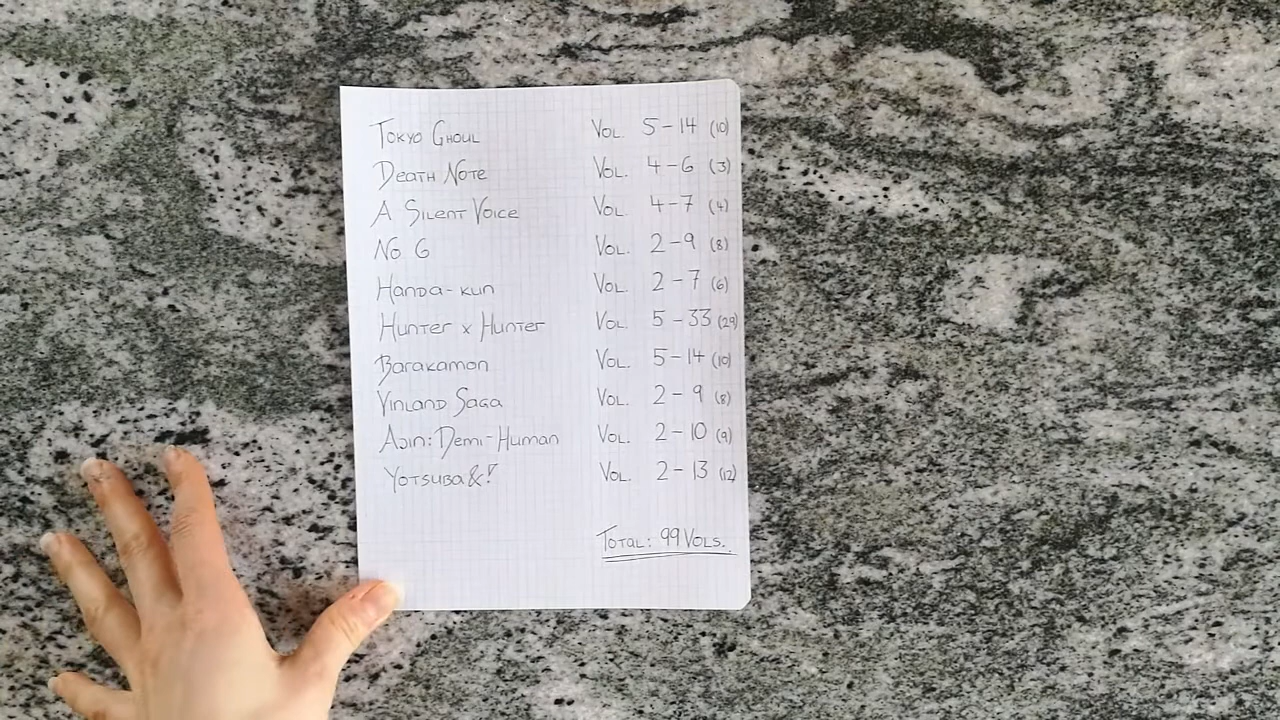 Tokyo Ghoul Vol. 5-14 (10)
Death Note Vol. 4-6 (3)
A Silent Voice Vol. 4-7 (4)
No 6 Vol. 2-9 (8)
Handa-kun Vol. 2-7 (6)
Hunter x Hunter Vol. 5-33 (29)
Barakamon Vol. 5-14 (10)
Vinland Saga Vol. 2-9 (8)
Ajin: Demi-Human Vol. 2-10 (9)
Yotsuba&! Vol. 2-13 (12)
Total: 99 Vols.